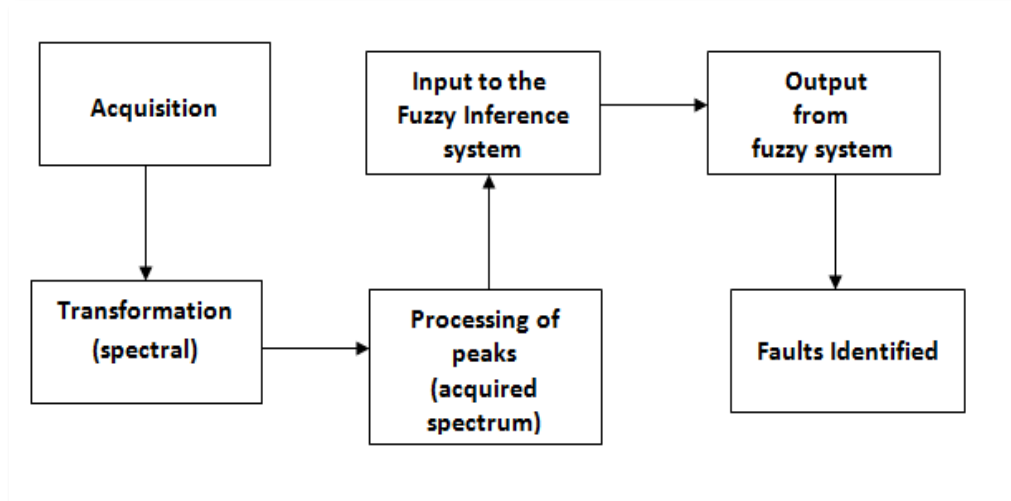 Acquisition
Transformation
(spectral)
Processing of
peaks
(acquired
spectrum)
Input to the
Fuzzy Inference
system
Output
from
fuzzy system
Faults Identified